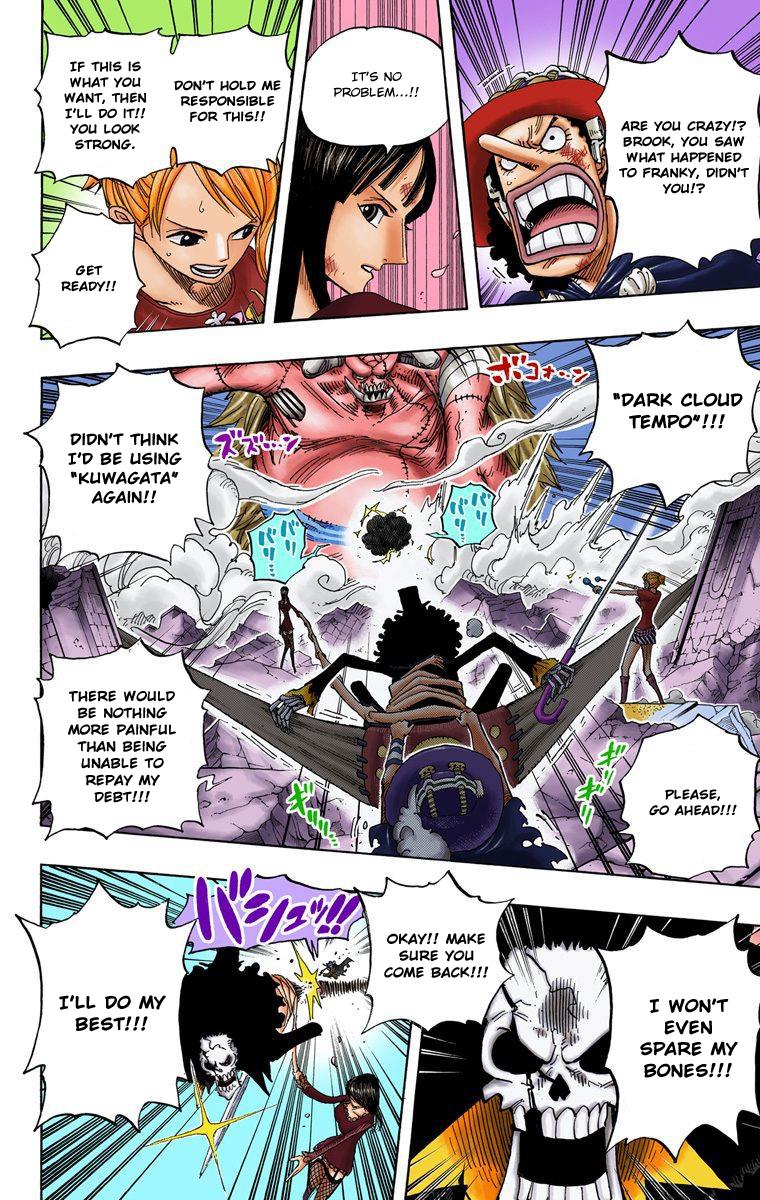 ARE YOU CRAZY!?
BROOK, YOU SAW
WHAT HAPPENED
TO FRANKY, DIDN'T
YOU!?
IT'S NO
PROBLEM...!!
DON'T HOLD ME
RESPONSIBLE
FOR THIS!!
IF THIS IS
WHAT YOU
WANT, THEN
I'LL DO IT!!
YOU LOOK
STRONG.
GET
READY!!
"DARK CLOUD
TEMPO"!!!
ボコォ…ン
ズズ…ン
DIDN'T THINK
I'D BE USING
"KUWAGATA"
AGAIN!!
バリバリ…
バリバリ…
PLEASE,
GO AHEAD!!!
THERE WOULD
BE NOTHING
MORE PAINFUL
THAN BEING
UNABLE TO
REPAY MY
DEBT!!!
ギギ…
ギギ…
I WON'T
EVEN
SPARE MY
BONES!!!
OKAY!! MAKE
SURE YOU
COME BACK!!!
バシュッ!!
I'LL DO MY
BEST!!!